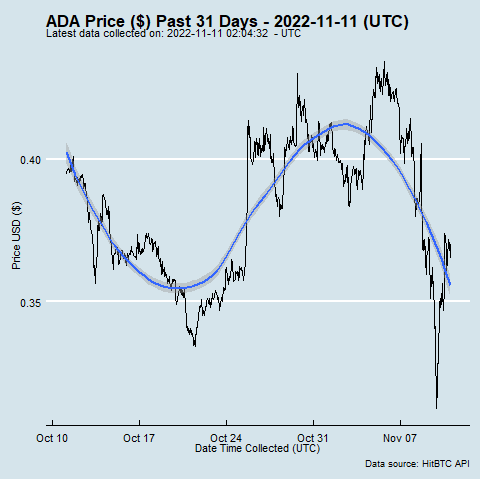 ADA Price ($) Past 31 Days - 2022-11-11 (UTC)
Latest data collected on: 2022-11-11 02:04:32 - UTC
0.40
Price USD ($)
0.35
Oct 10 Oct 17 Oct 24 Oct 31 Nov 07
Date Time Collected (UTC)
Data source: HitBTC API